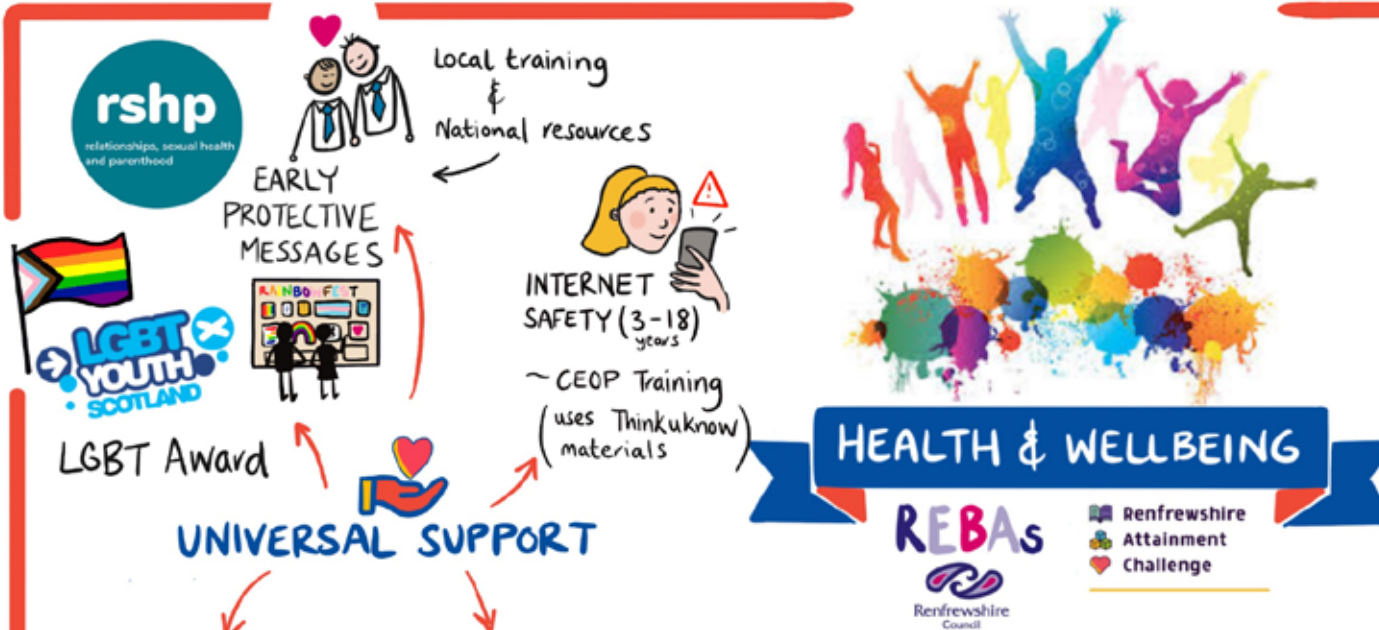 rshp
relationships, sexual health
and parenthood
Local training
&
National resources
EARLY
PROTECTIVE
MESSAGES
RAINBOWFEST
LGBT
YOUTH
SCOTLAND
LGBT Award
INTERNET
SAFETY (3-18)
years
~ CEOP Training
(uses Thinkuknow
materials)
UNIVERSAL SUPPORT
HEALTH & WELLBEING
REBAs
Renfrewshire
Council
Renfrewshire
Attainment
Challenge